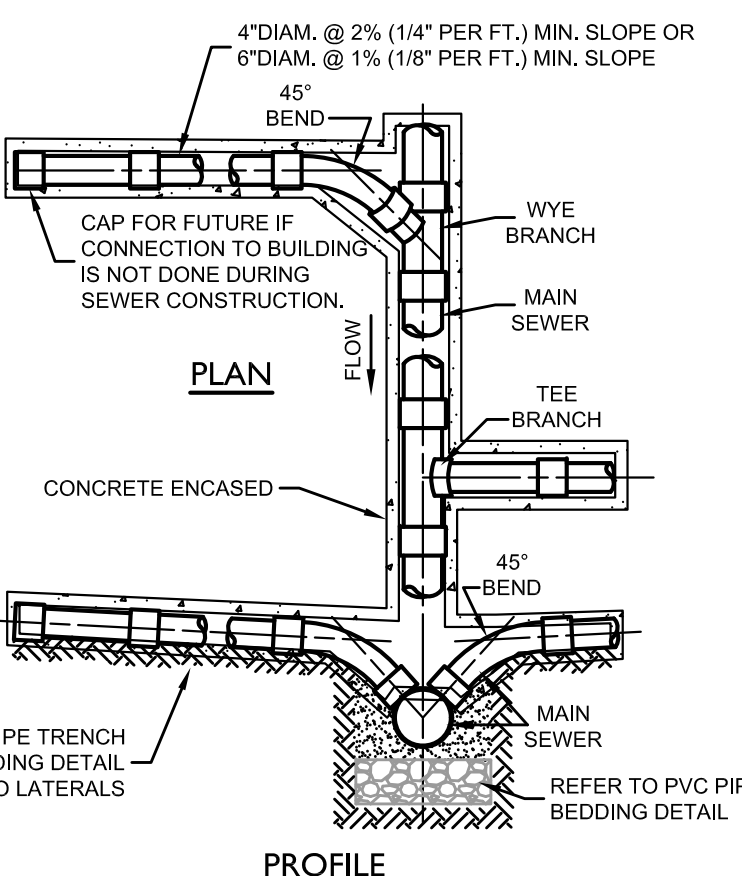 4"DIAM. @ 2% (1/4" PER FT.) MIN. SLOPE OR
6"DIAM. @ 1% (1/8" PER FT.) MIN. SLOPE
45°
BEND
CAP FOR FUTURE IF
CONNECTION TO BUILDING
IS NOT DONE DURING
SEWER CONSTRUCTION.
WYE
BRANCH
MAIN
SEWER
FLOW
PLAN
TEE
BRANCH
CONCRETE ENCASED
45°
BEND
PE TRENCH
DING DETAIL
O LATERALS
MAIN
SEWER
REFER TO PVC PIP
BEDDING DETAIL
PROFILE